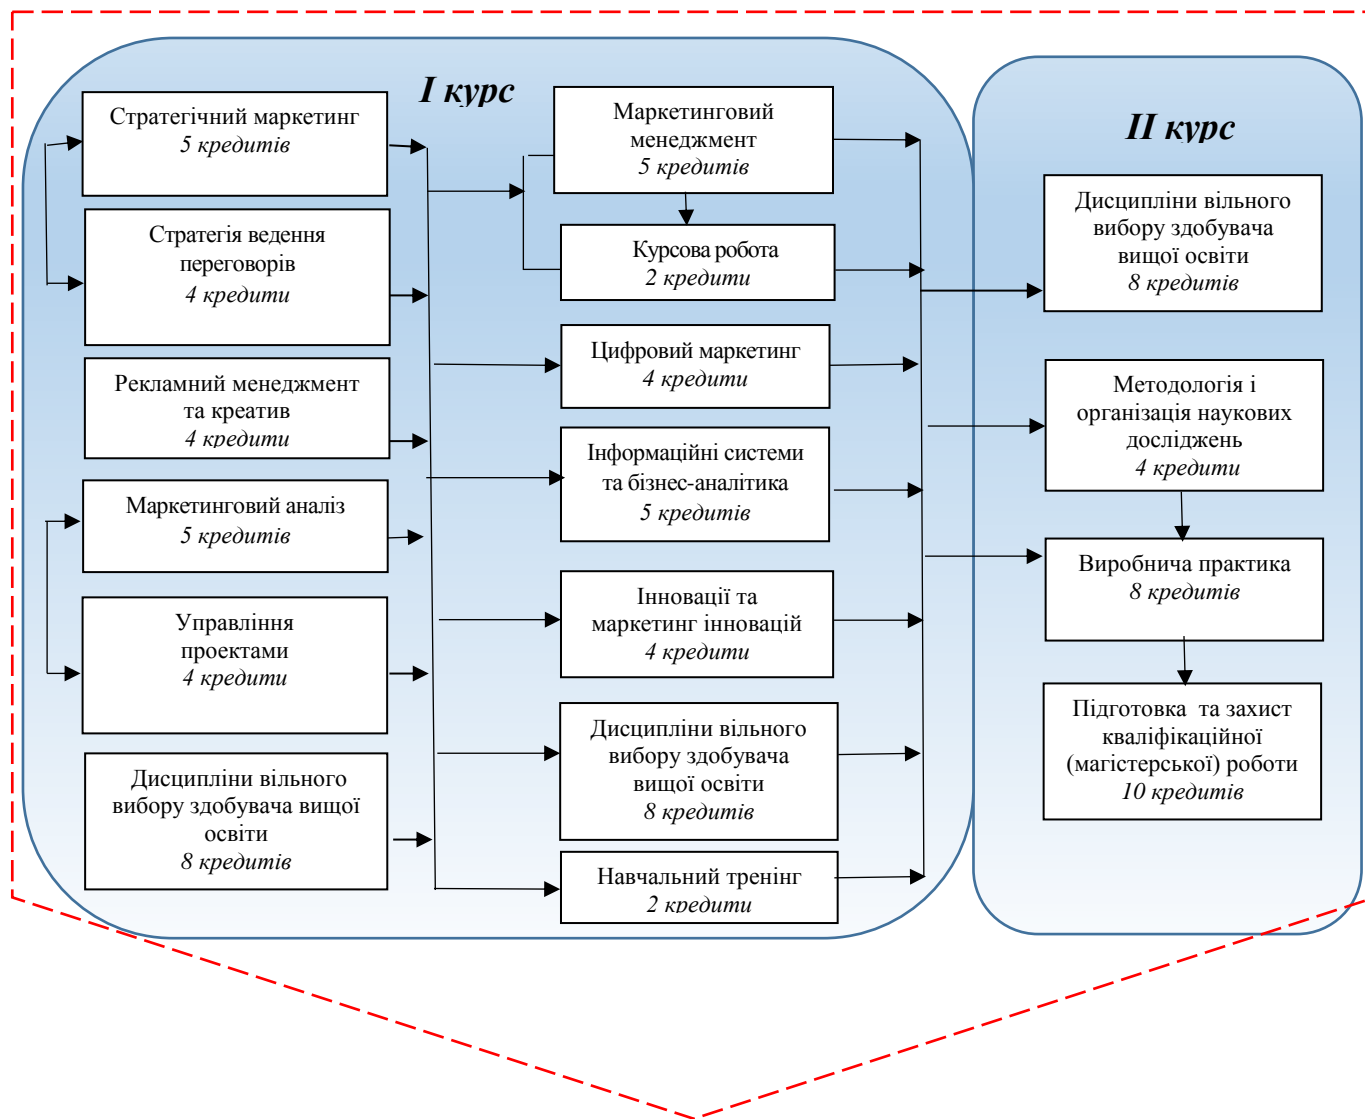 I курс
Стратегічний маркетинг
5 кредитів
Стратегія ведення
переговорів
4 кредити
Рекламний менеджмент
та креатив
4 кредити
Маркетинговий аналіз
5 кредитів
Управління
проектами
4 кредити
Дисципліни вільного
вибору здобувача вищої
освіти
8 кредитів
Маркетинговий
менеджмент
5 кредитів
Курсова робота
2 кредити
Цифровий маркетинг
4 кредити
Інформаційні системи
та бізнес-аналітика
5 кредитів
Інновації та
маркетинг інновацій
4 кредити
Дисципліни вільного
вибору здобувача
вищої освіти
8 кредитів
Навчальний тренінг
2 кредити
II курс
Дисципліни вільного
вибору здобувача
вищої освіти
8 кредитів
Методологія і
організація наукових
досліджень
4 кредити
Виробнича практика
8 кредитів
Підготовка та захист
кваліфікаційної
(магістерської) роботи
10 кредитів